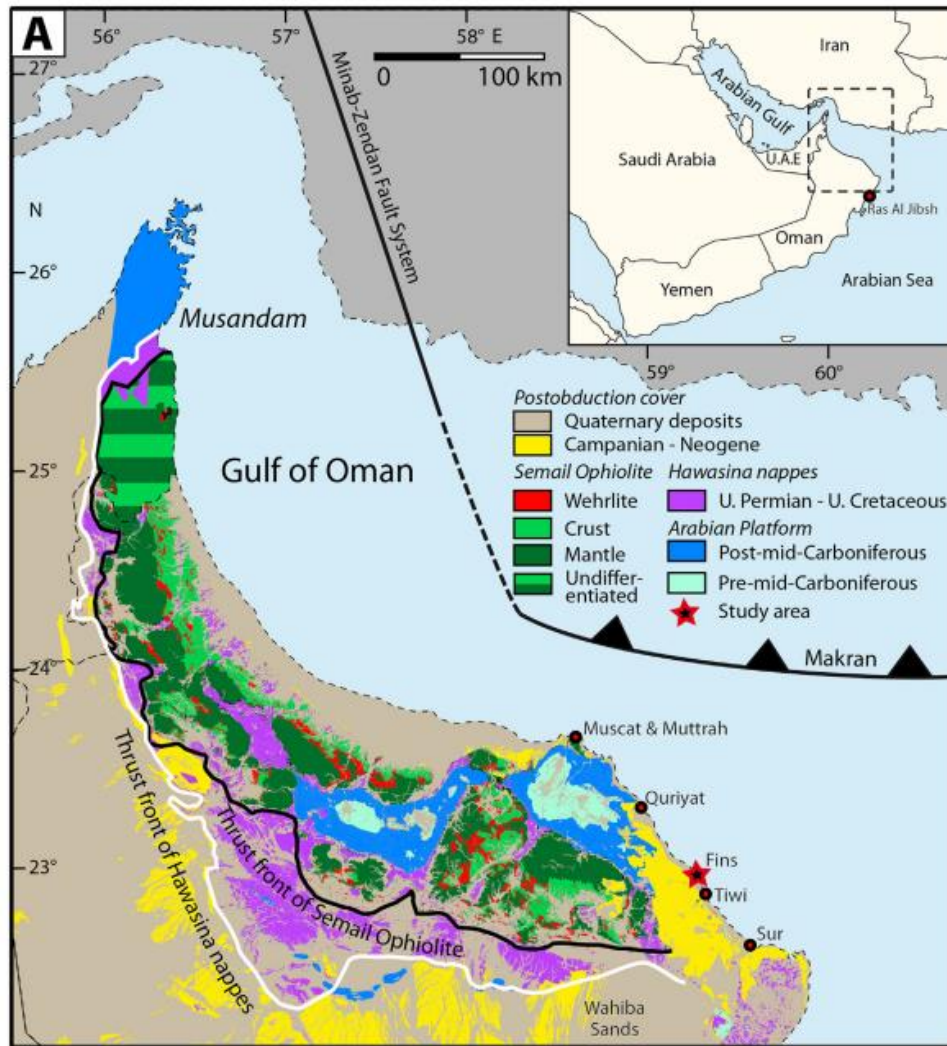 A
56°
57°
58° E
27°
0 100 km
Minab-Zendan Fault System
N
26°
Musandam
25°
Gulf of Oman
24°
23°
Iran
Arabian Gulf
U.A.E
Saudi Arabia
Ras Al Jibsh
Oman
Arabian Sea
Yemen
59°
60°
Postobduction cover
Quaternary deposits
Campanian - Neogene
Semail Ophiolite
Wehrlite
Crust
Mantle
Undiffer-
entiated
Hawasina nappes
U. Permian - U. Cretaceous
Arabian Platform
Post-mid-Carboniferous
Pre-mid-Carboniferous
Study area
Makran
Muscat & Muttrah
Quriyat
Fins
Tiwi
Sur
Thrust front of Hawasina nappes
Thrust front of Semail Ophiolite
Wahiba
Sands